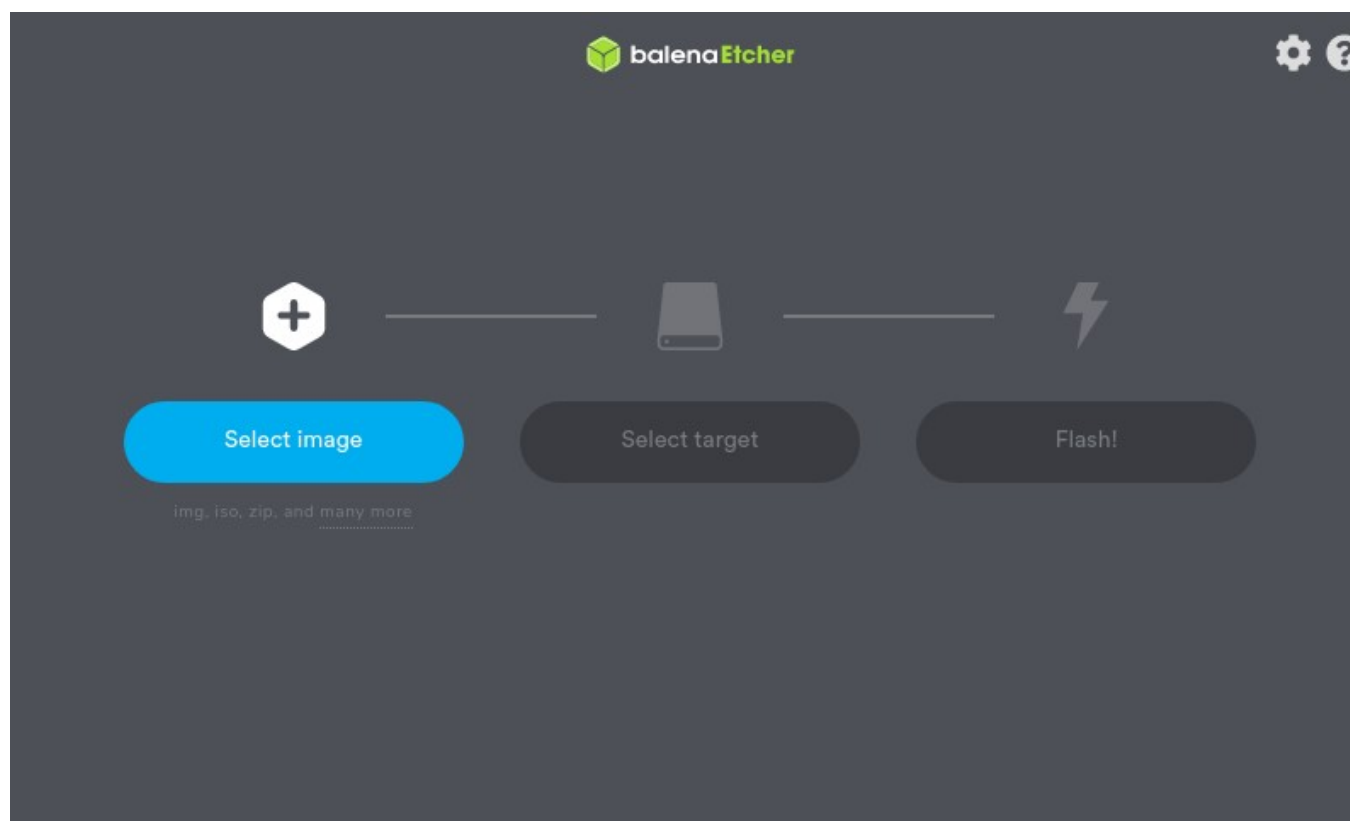 balenaEtcher
Select image
Select target
Flash!
img, iso, zip, and many more